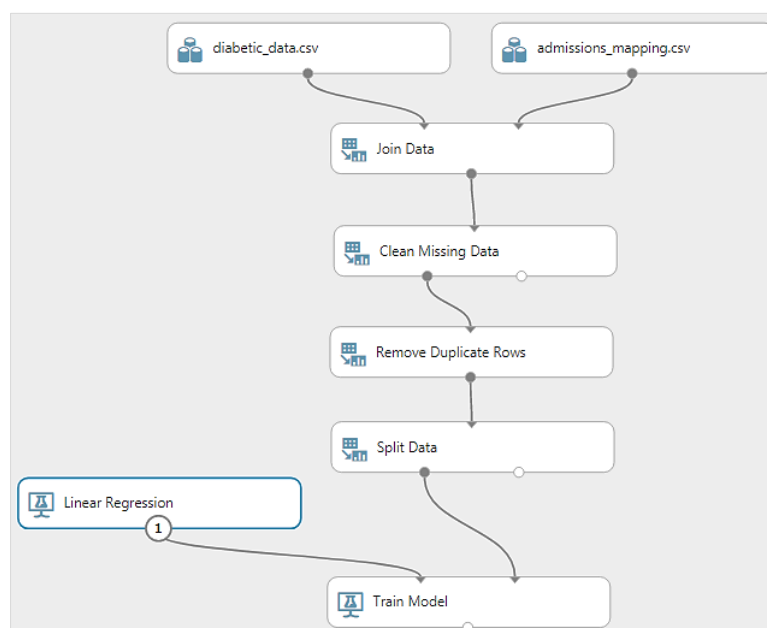 diabetic_data.csv
admissions_mapping.csv
Join Data
Clean Missing Data
Remove Duplicate Rows
Split Data
Linear Regression
1
Train Model